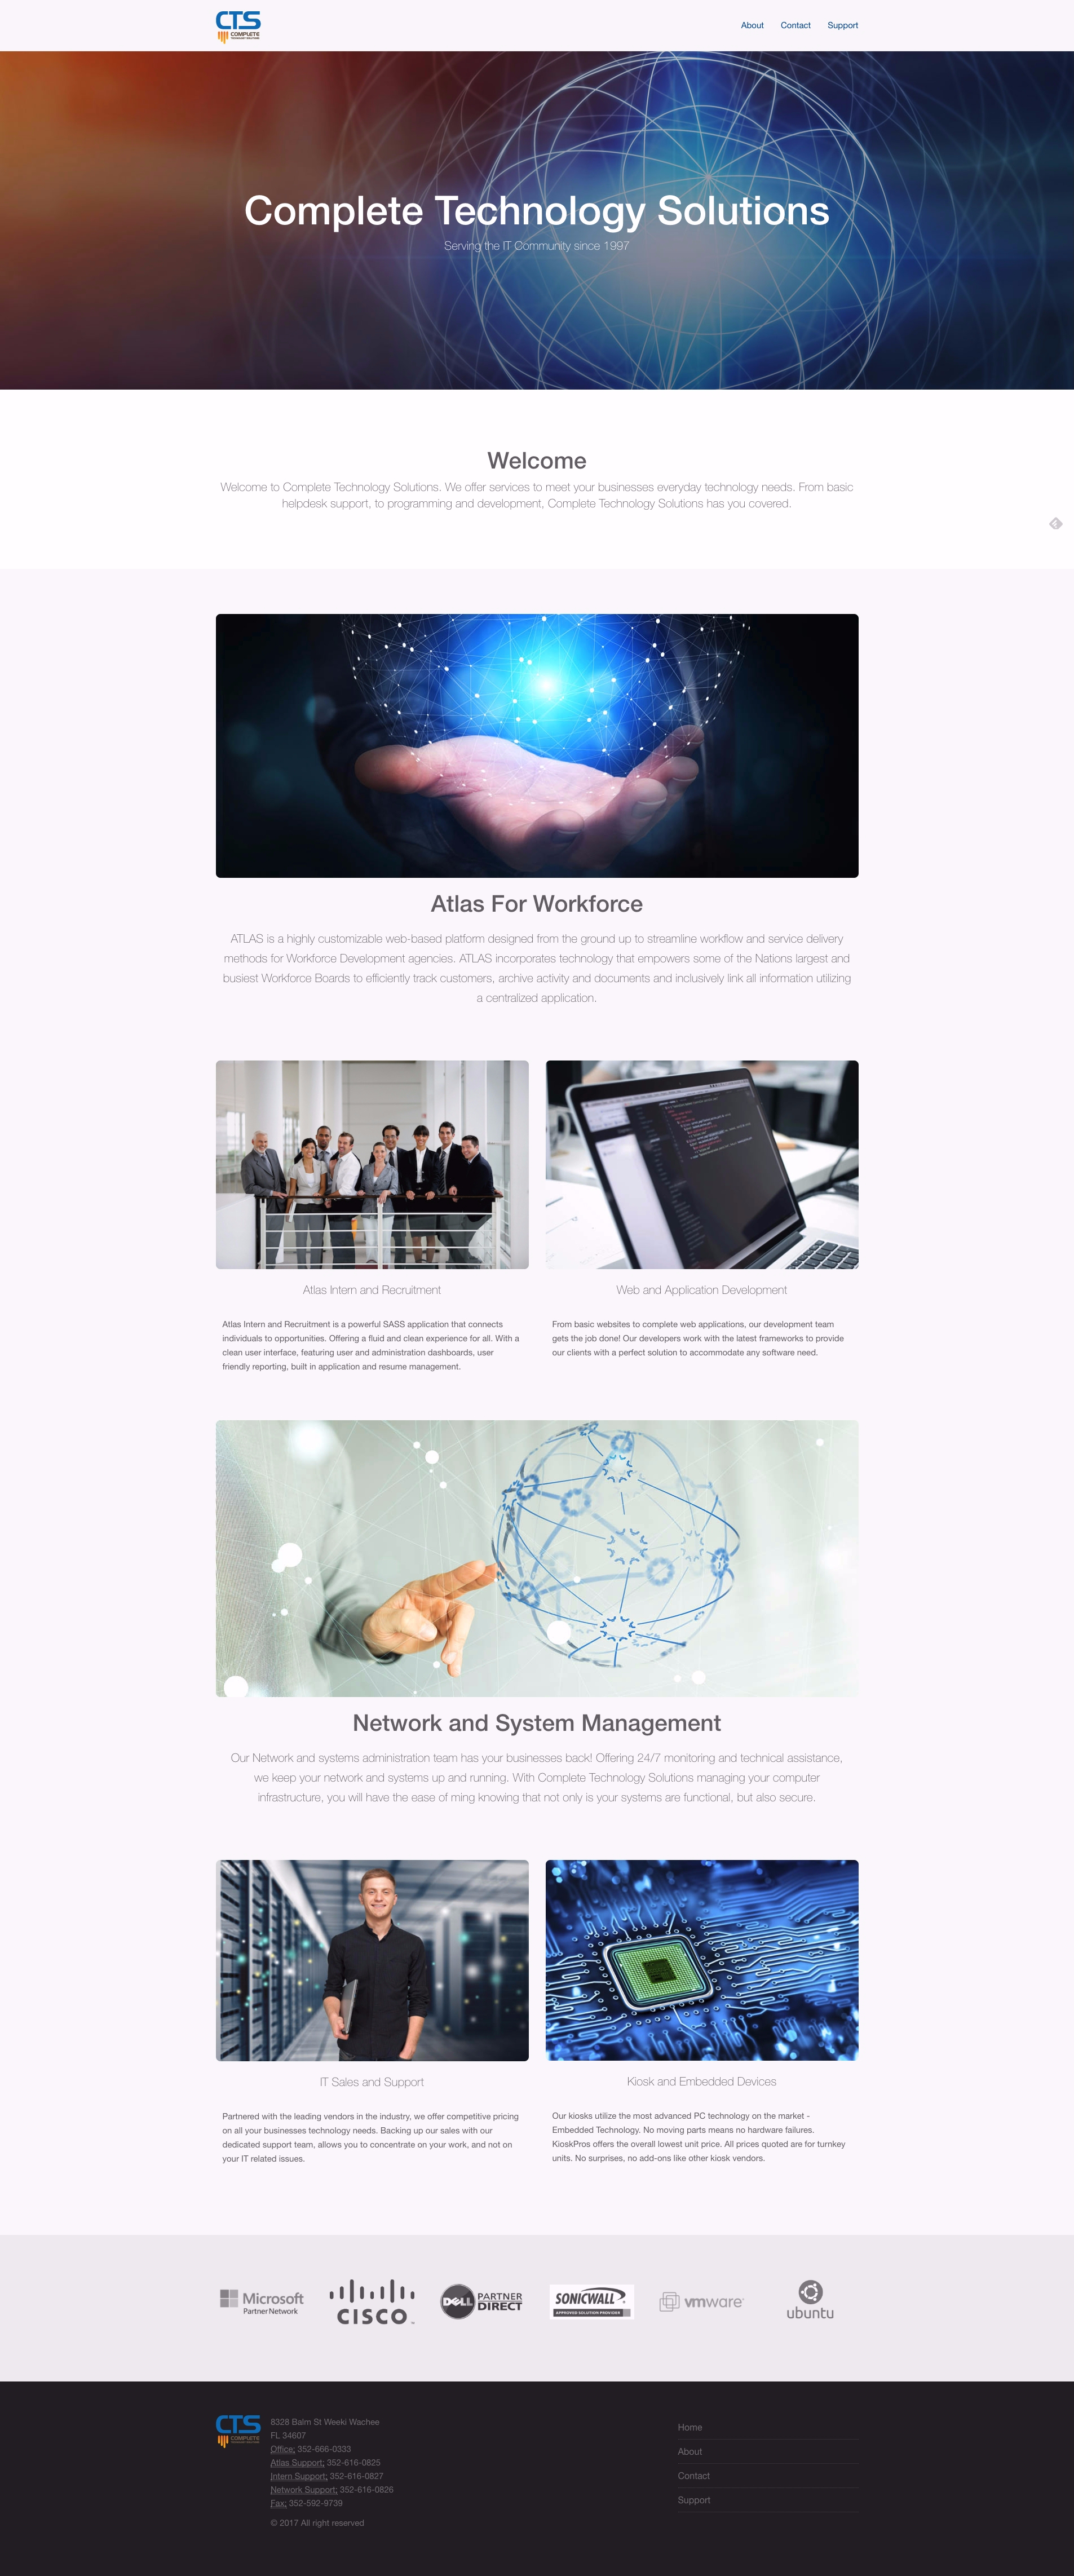 CTS
COMPLETE
TECHNOLOGY SOLUTIONS
About Contact Support
Complete Technology Solutions
Serving the IT Community since 1997
Welcome
Welcome to Complete Technology Solutions. We offer services to meet your businesses everyday technology needs. From basic
helpdesk support, to programming and development, Complete Technology Solutions has you covered.
Atlas For Workforce
ATLAS is a highly customizable web-based platform designed from the ground up to streamline workflow and service delivery
methods for Workforce Development agencies. ATLAS incorporates technology that empowers some of the Nations largest and
busiest Workforce Boards to efficiently track customers, archive activity and documents and inclusively link all information utilizing
a centralized application.
Atlas Intern and Recruitment
Atlas Intern and Recruitment is a powerful SASS application that connects
individuals to opportunities. Offering a fluid and clean experience for all. With a
clean user interface, featuring user and administration dashboards, user
friendly reporting, built in application and resume management.
Web and Application Development
From basic websites to complete web applications, our development team
gets the job done! Our developers work with the latest frameworks to provide
our clients with a perfect solution to accommodate any software need.
Network and System Management
Our Network and systems administration team has your businesses back! Offering 24/7 monitoring and technical assistance,
we keep your network and systems up and running. With Complete Technology Solutions managing your computer
infrastructure, you will have the ease of ming knowing that not only is your systems are functional, but also secure.
IT Sales and Support
Partnered with the leading vendors in the industry, we offer competitive pricing
on all your businesses technology needs. Backing up our sales with our
dedicated support team, allows you to concentrate on your work, and not on
your IT related issues.
Kiosk and Embedded Devices
Our kiosks utilize the most advanced PC technology on the market -
Embedded Technology. No moving parts means no hardware failures.
KioskPros offers the overall lowest unit price. All prices quoted are for turnkey
units. No surprises, no add-ons like other kiosk vendors.
Microsoft
Partner Network
CISCO
DELL PARTNER
DIRECT
SONICWALL
APPROVED SOLUTION PROVIDER
vmware
ubuntu
CTS
COMPLETE
TECHNOLOGY SOLUTIONS
8328 Balm St Weeki Wachee
FL 34607
Office: 352-666-0333
Atlas Support: 352-616-0825
Intern Support: 352-616-0827
Network Support: 352-616-0826
Fax: 352-592-9739
© 2017 All right reserved
Home
About
Contact
Support